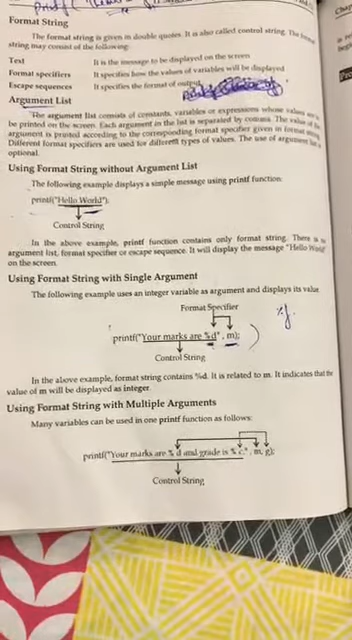 printf("
Format String
The format string is given in double quotes. It is also called control string. The format
string may consist of the following:
Text It is the message to be displayed on the screen
Format specifiers It specifies how the values of variables will be displayed
Escape sequences It specifies the format of output
Argument List
The argument list consists of constants, variables or expressions whose values are to
be printed on the screen. Each argument in the list is separated by comma. The value of the
argument is printed according to the corresponding format specifier given in format string.
Different format specifiers are used for different types of values. The use of argument list is
optional.
Using Format String without Argument List
The following example displays a simple message using printf function:
printf("Hello World");
Control String
In the above example, printf function contains only format string. There is no
argument list, format specifier or escape sequence. It will display the message "Hello World"
on the screen.
Using Format String with Single Argument
The following example uses an integer variable as argument and displays its value.
Format Specifier
%f
printf("Your marks are %d" , m);
Control String
In the above example, format string contains %d. It is related to m. It indicates that the
value of m will be displayed as integer.
Using Format String with Multiple Arguments
Many variables can be used in one printf function as follows:
printf("Your marks are % d and grade is % c." , m, g);
Control String